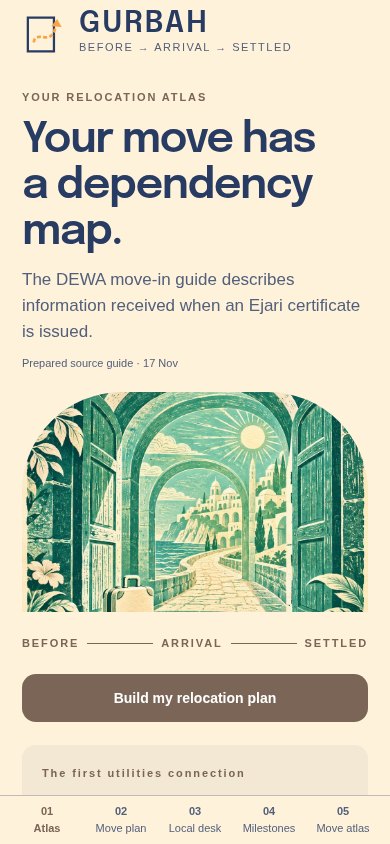 GURBAH
BEFORE → ARRIVAL → SETTLED
YOUR RELOCATION ATLAS
Your move has
a dependency
map.
The DEWA move-in guide describes
information received when an Ejari certificate
is issued.
Prepared source guide · 17 Nov
BEFORE ARRIVAL SETTLED
Build my relocation plan
The first utilities connection
01 02 03 04 05
Atlas Move plan Local desk Milestones Move atlas